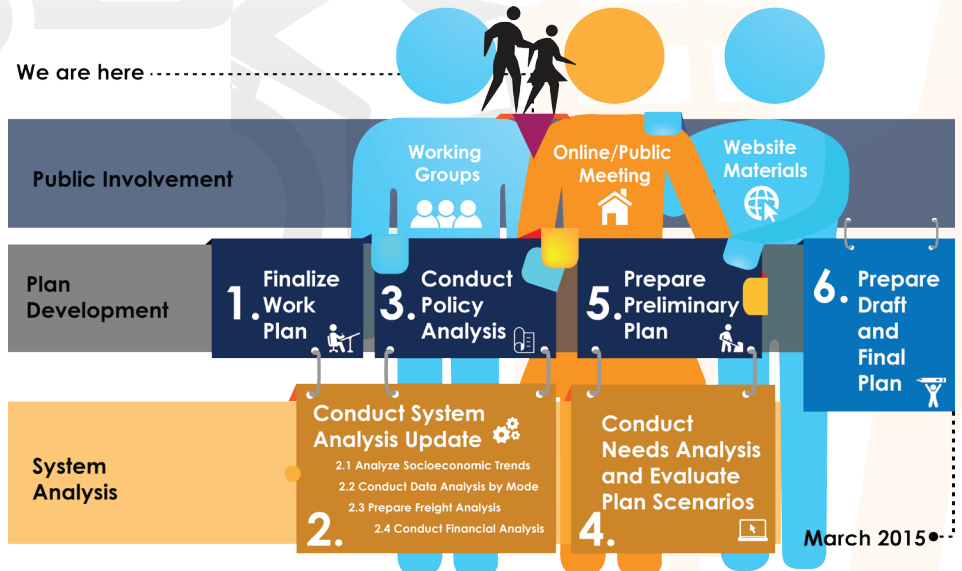 We are here
Public Involvement
Working
Groups
Online/Public
Meeting
Website
Materials
Plan
Development
1. Finalize
Work
Plan
3. Conduct
Policy
Analysis
5. Prepare
Preliminary
Plan
6. Prepare
Draft
and
Final
Plan
System
Analysis
Conduct System
Analysis Update
2.1 Analyze Socioeconomic Trends
2.2 Conduct Data Analysis by Mode
2.3 Prepare Freight Analysis
2.4 Conduct Financial Analysis
2.
Conduct
Needs Analysis
and Evaluate
Plan Scenarios
4.
March 2015